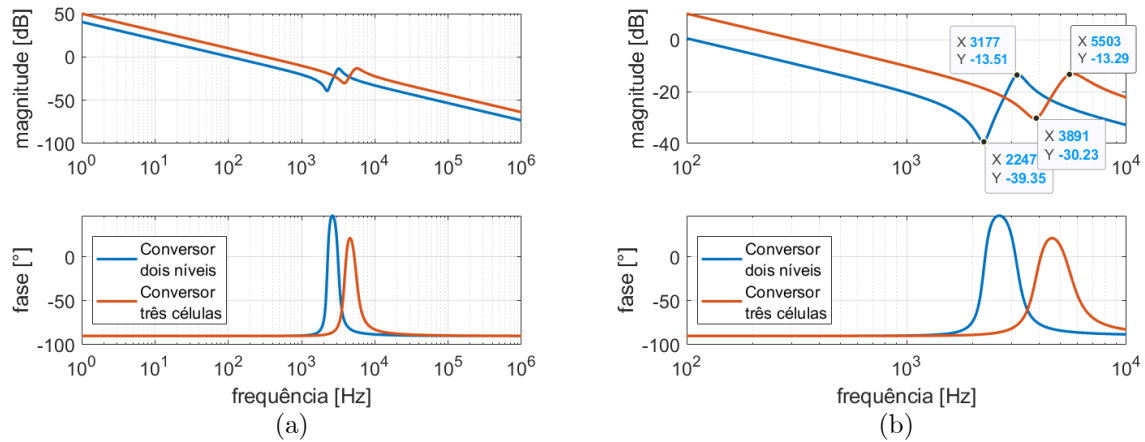 magnitude [dB]
50
0
-50
-100
10^0 10^1 10^2 10^3 10^4 10^5 10^6
fase [°]
0
-50
-100
Conversor
dois níveis
Conversor
três células
10^0 10^1 10^2 10^3 10^4 10^5 10^6
frequência [Hz]
(a)
magnitude [dB]
0
-20
-40
X 3177
Y -13.51
X 5503
Y -13.29
X 2247
Y -39.35
X 3891
Y -30.23
10^2 10^3 10^4
fase [°]
0
-50
-100
Conversor
dois níveis
Conversor
três células
10^2 10^3 10^4
frequência [Hz]
(b)